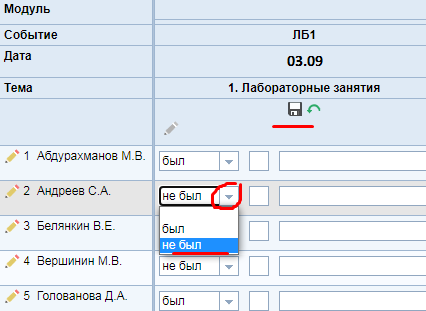 Модуль
Событие ЛБ1
Дата 03.09
Тема 1. Лабораторные занятия
1 Абдурахманов М.В. был
2 Андреев С.А. не был
был
3 Белянкин В.Е.
не был
4 Вершинин М.В. не был
5 Голованова Д.А. был